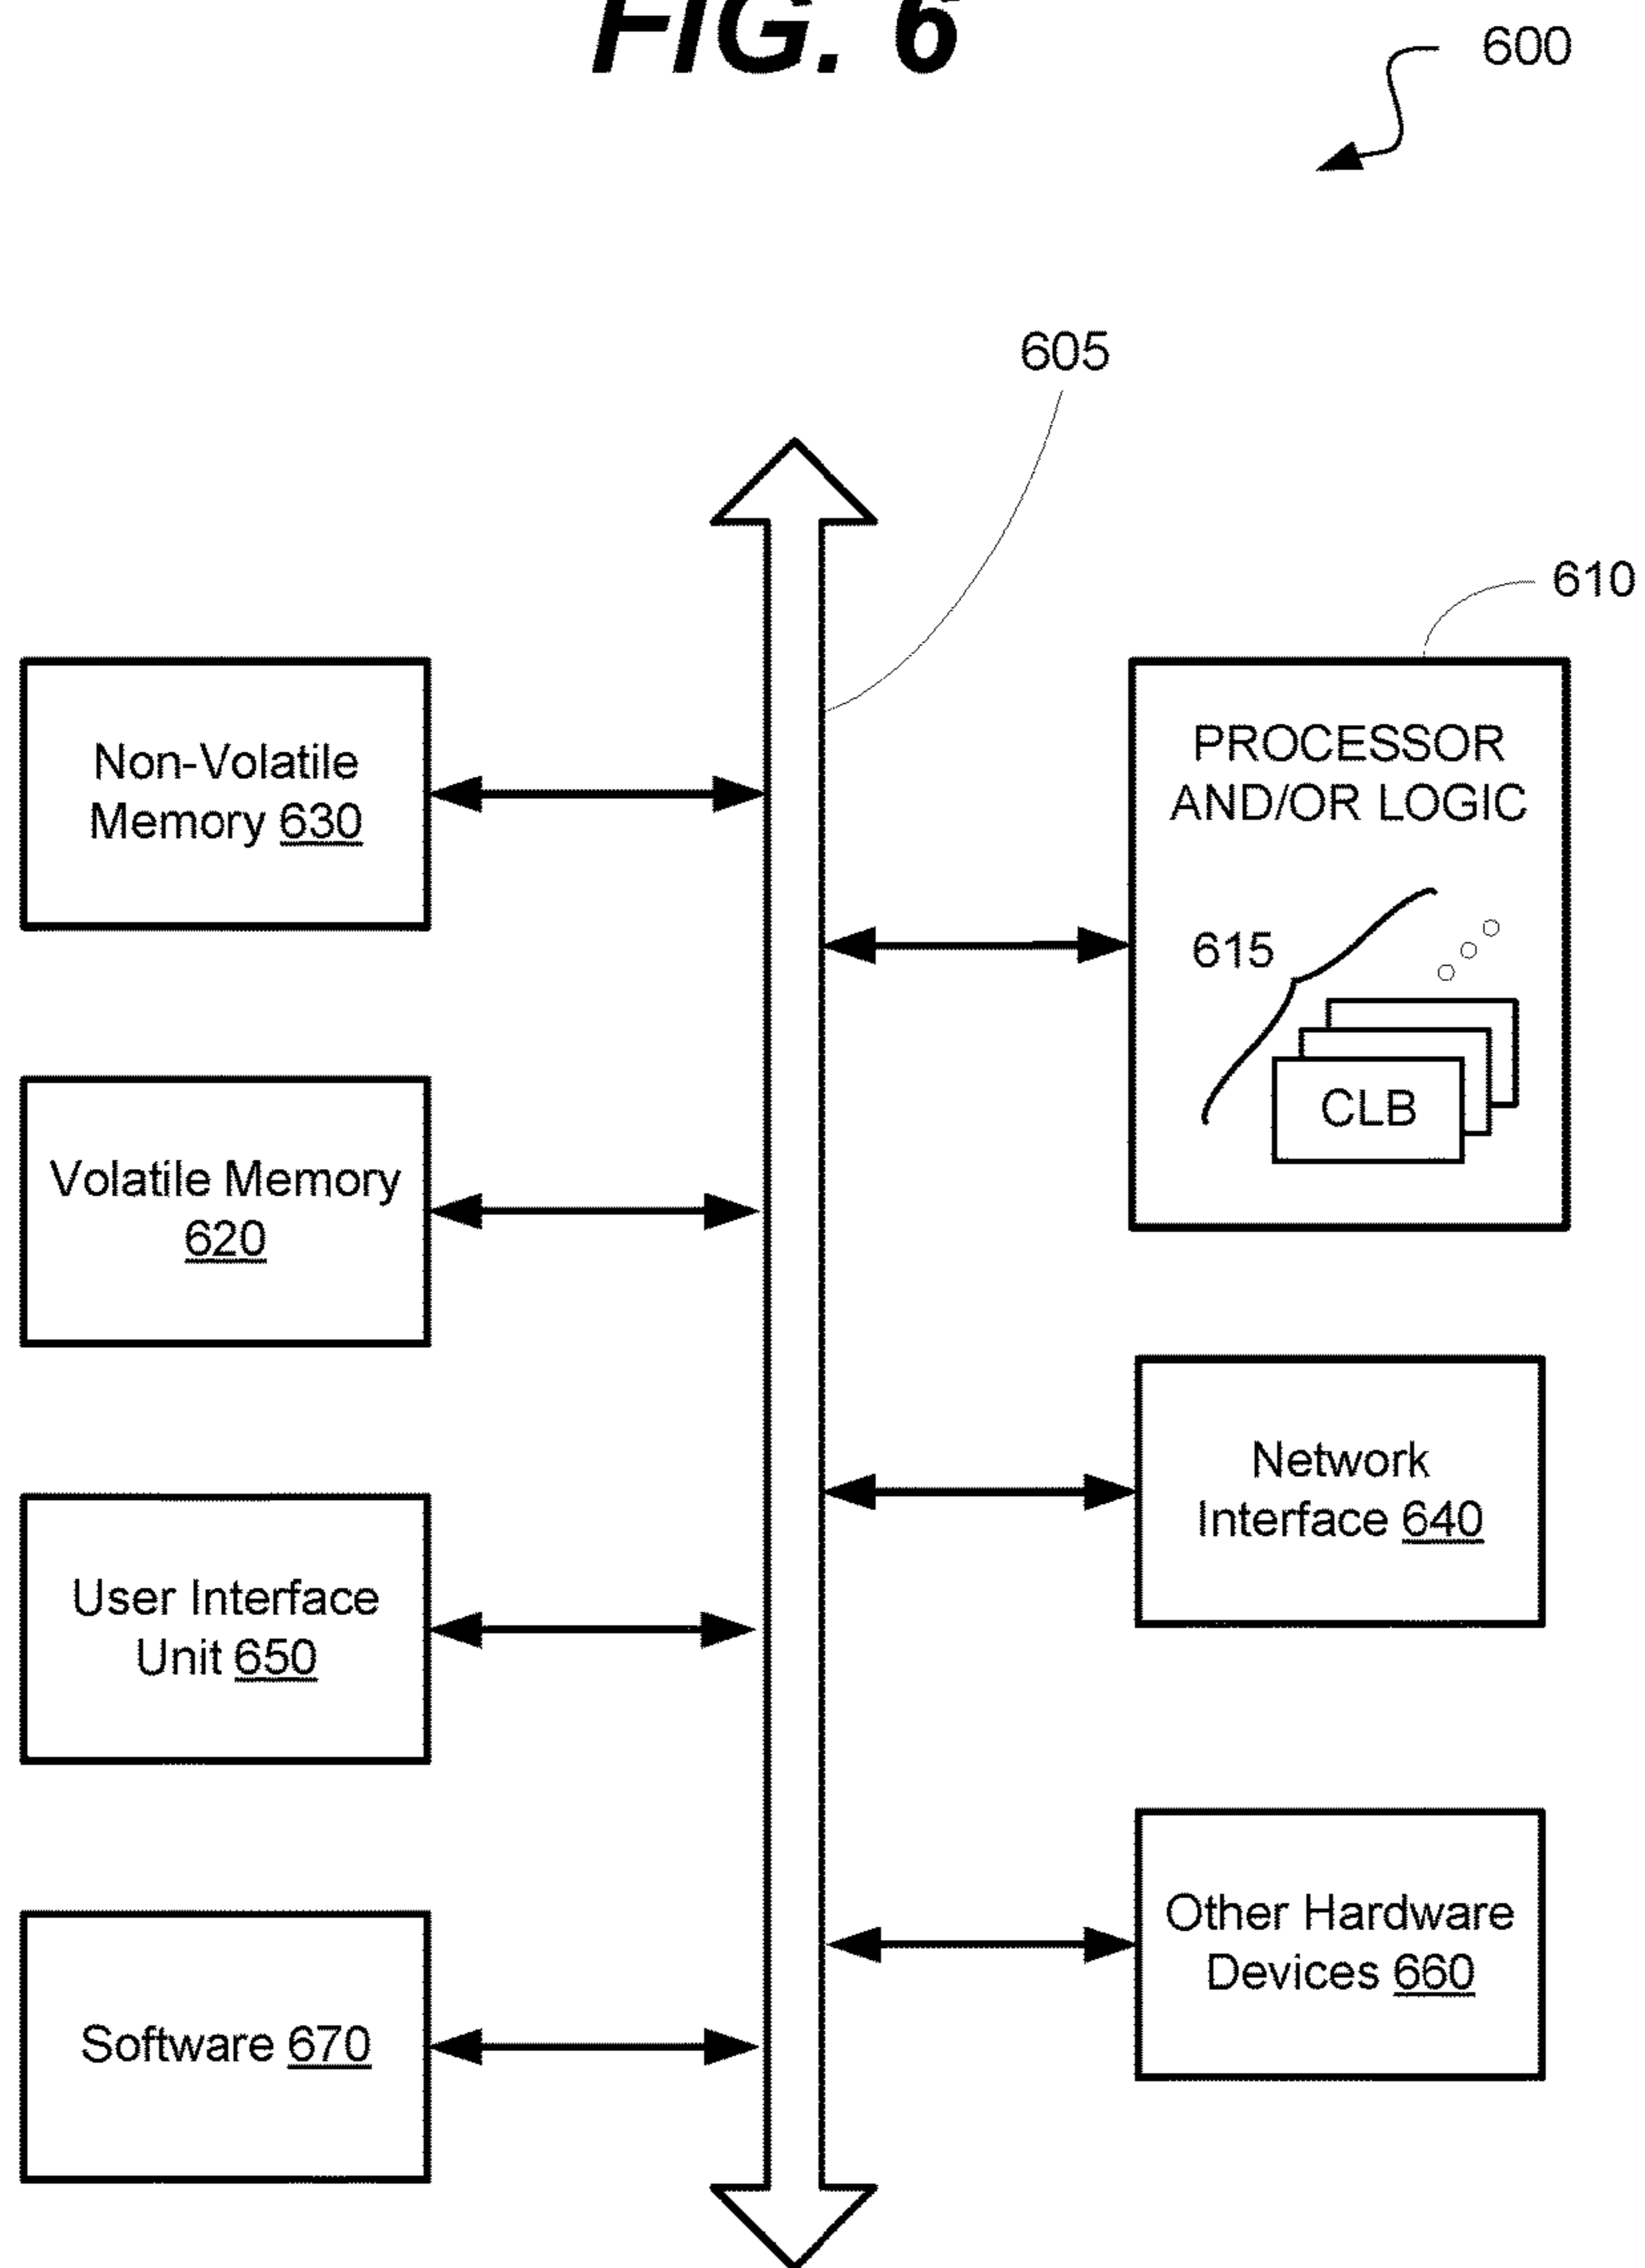 FIG. 6
600
605
610
Non-Volatile
Memory 630
PROCESSOR
AND/OR LOGIC
615
CLB
Volatile Memory
620
Network
Interface 640
User Interface
Unit 650
Other Hardware
Devices 660
Software 670